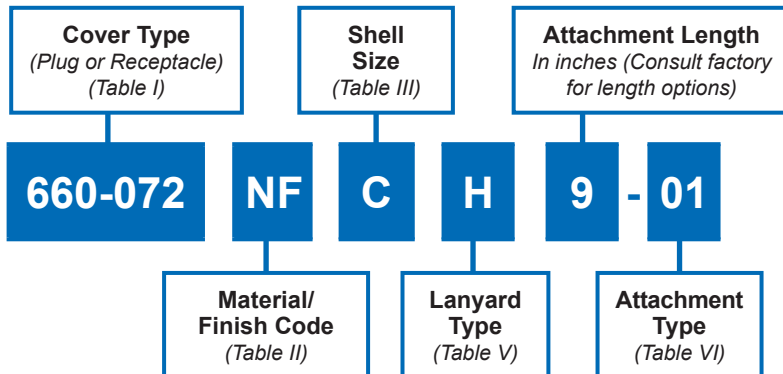 Cover Type
(Plug or Receptacle)
(Table I)
Shell
Size
(Table III)
Attachment Length
In inches (Consult factory
for length options)
660-072 NF C H 9 - 01
Material/
Finish Code
(Table II)
Lanyard
Type
(Table V)
Attachment
Type
(Table VI)